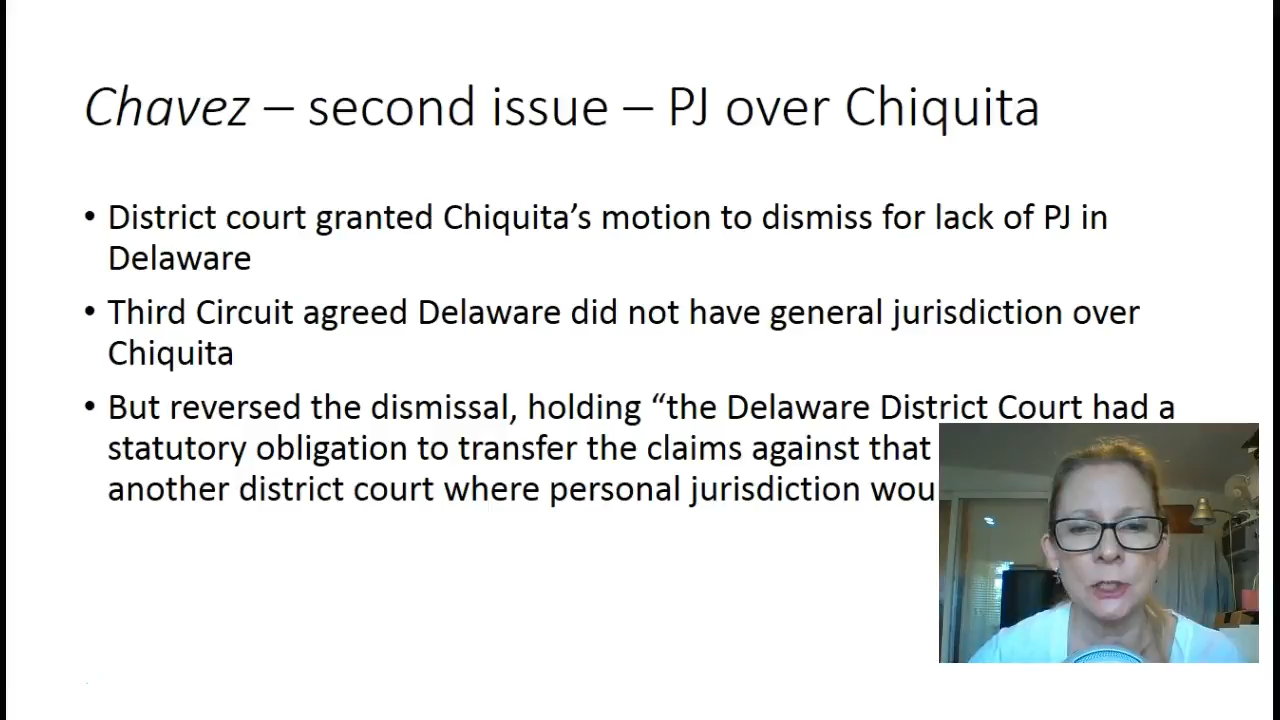 Chavez – second issue – PJ over Chiquita
• District court granted Chiquita’s motion to dismiss for lack of PJ in
Delaware
• Third Circuit agreed Delaware did not have general jurisdiction over
Chiquita
• But reversed the dismissal, holding “the Delaware District Court had a
statutory obligation to transfer the claims against that
another district court where personal jurisdiction